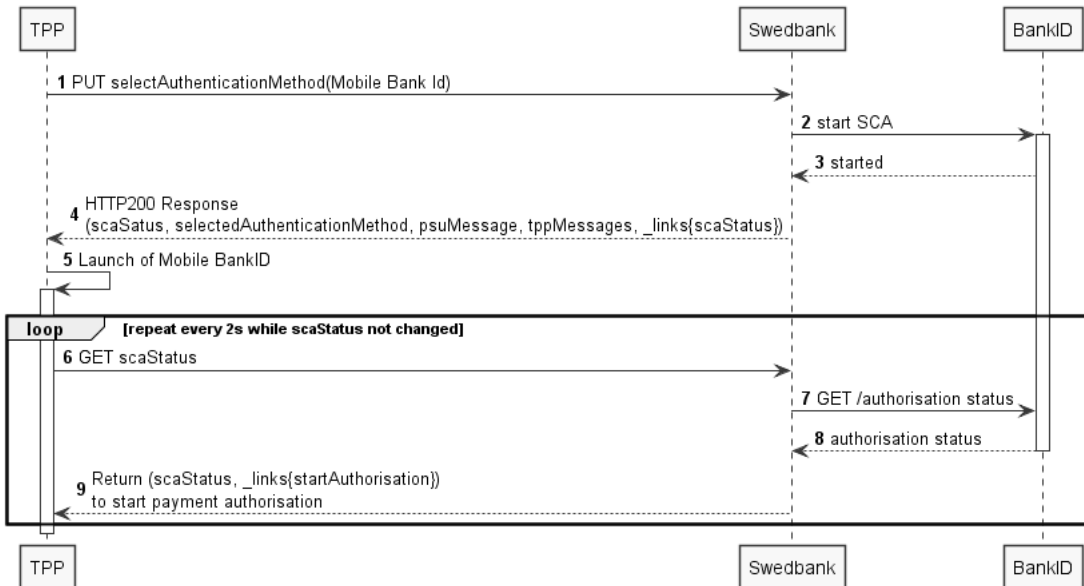 TPP
Swedbank
BankID
1 PUT selectAuthenticationMethod(Mobile Bank Id)
2 start SCA
3 started
4 HTTP200 Response
(scaSatus, selectedAuthenticationMethod, psuMessage, tppMessages, _links{scaStatus})
5 Launch of Mobile BankID
loop [repeat every 2s while scaStatus not changed]
6 GET scaStatus
7 GET /authorisation status
8 authorisation status
9 Return (scaStatus, _links{startAuthorisation})
to start payment authorisation
TPP
Swedbank
BankID